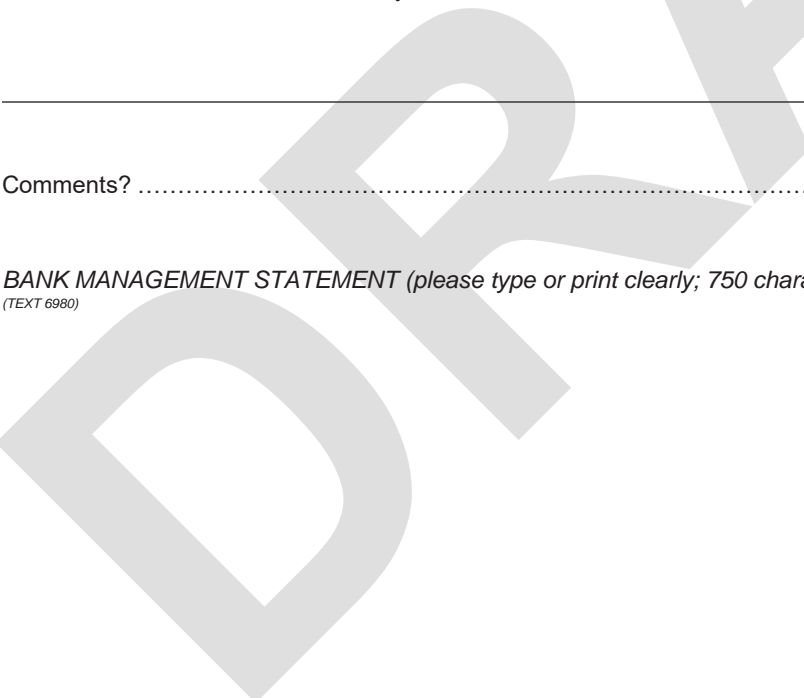 Comments? ……………………………………………………………………………
BANK MANAGEMENT STATEMENT (please type or print clearly; 750 chara
(TEXT 6980)
DRA